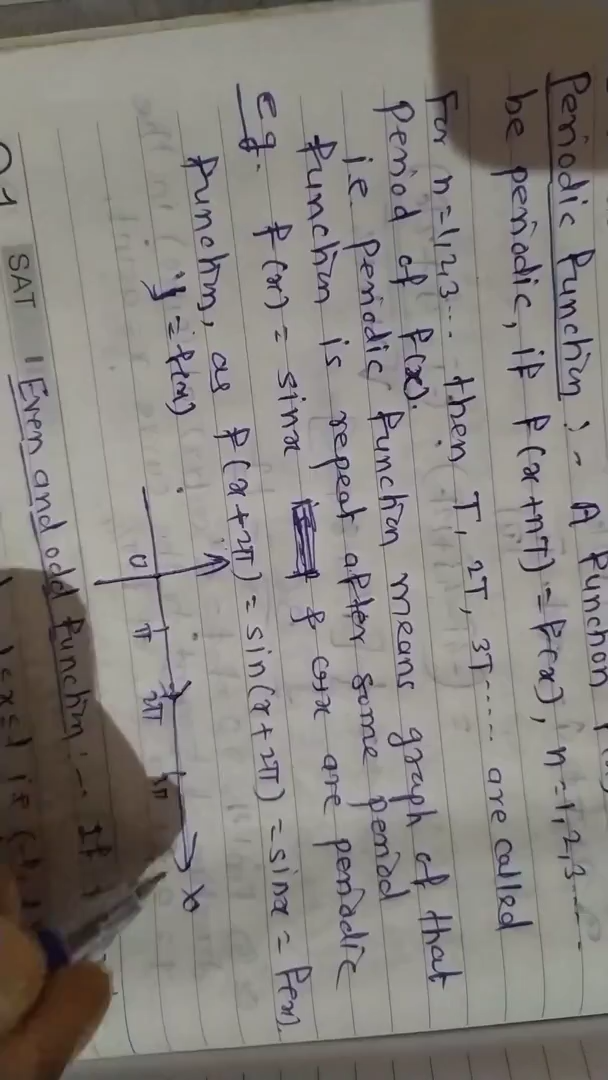 Periodic Function :- A Function
be periodic, if f(x+nT) = f(x), n=1,2,3.....
For n=1,2,3... then T, 2T, 3T..... are called
period of f(x).
ie periodic function means graph of that
function is repeat after some period
eg. f(x) = sinx & cosx are periodic
function, as f(x+2π) = sin(x+2π) = sinx = f(x).
y=f(x)
0 π 2π 3π x
SAT
Even and odd function :- If